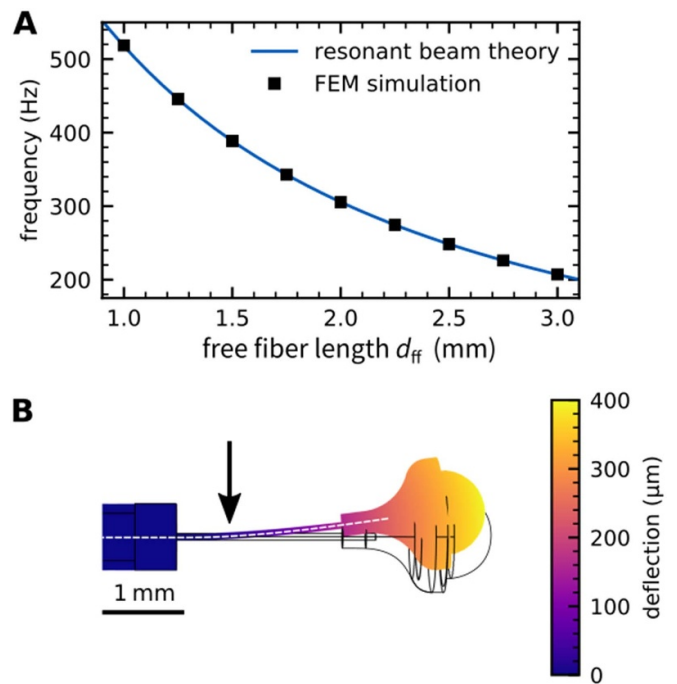 A
resonant beam theory
FEM simulation
500
400
300
200
frequency (Hz)
1.0 1.5 2.0 2.5 3.0
free fiber length dff (mm)
B
400
300
200
100
0
deflection (μm)
1 mm